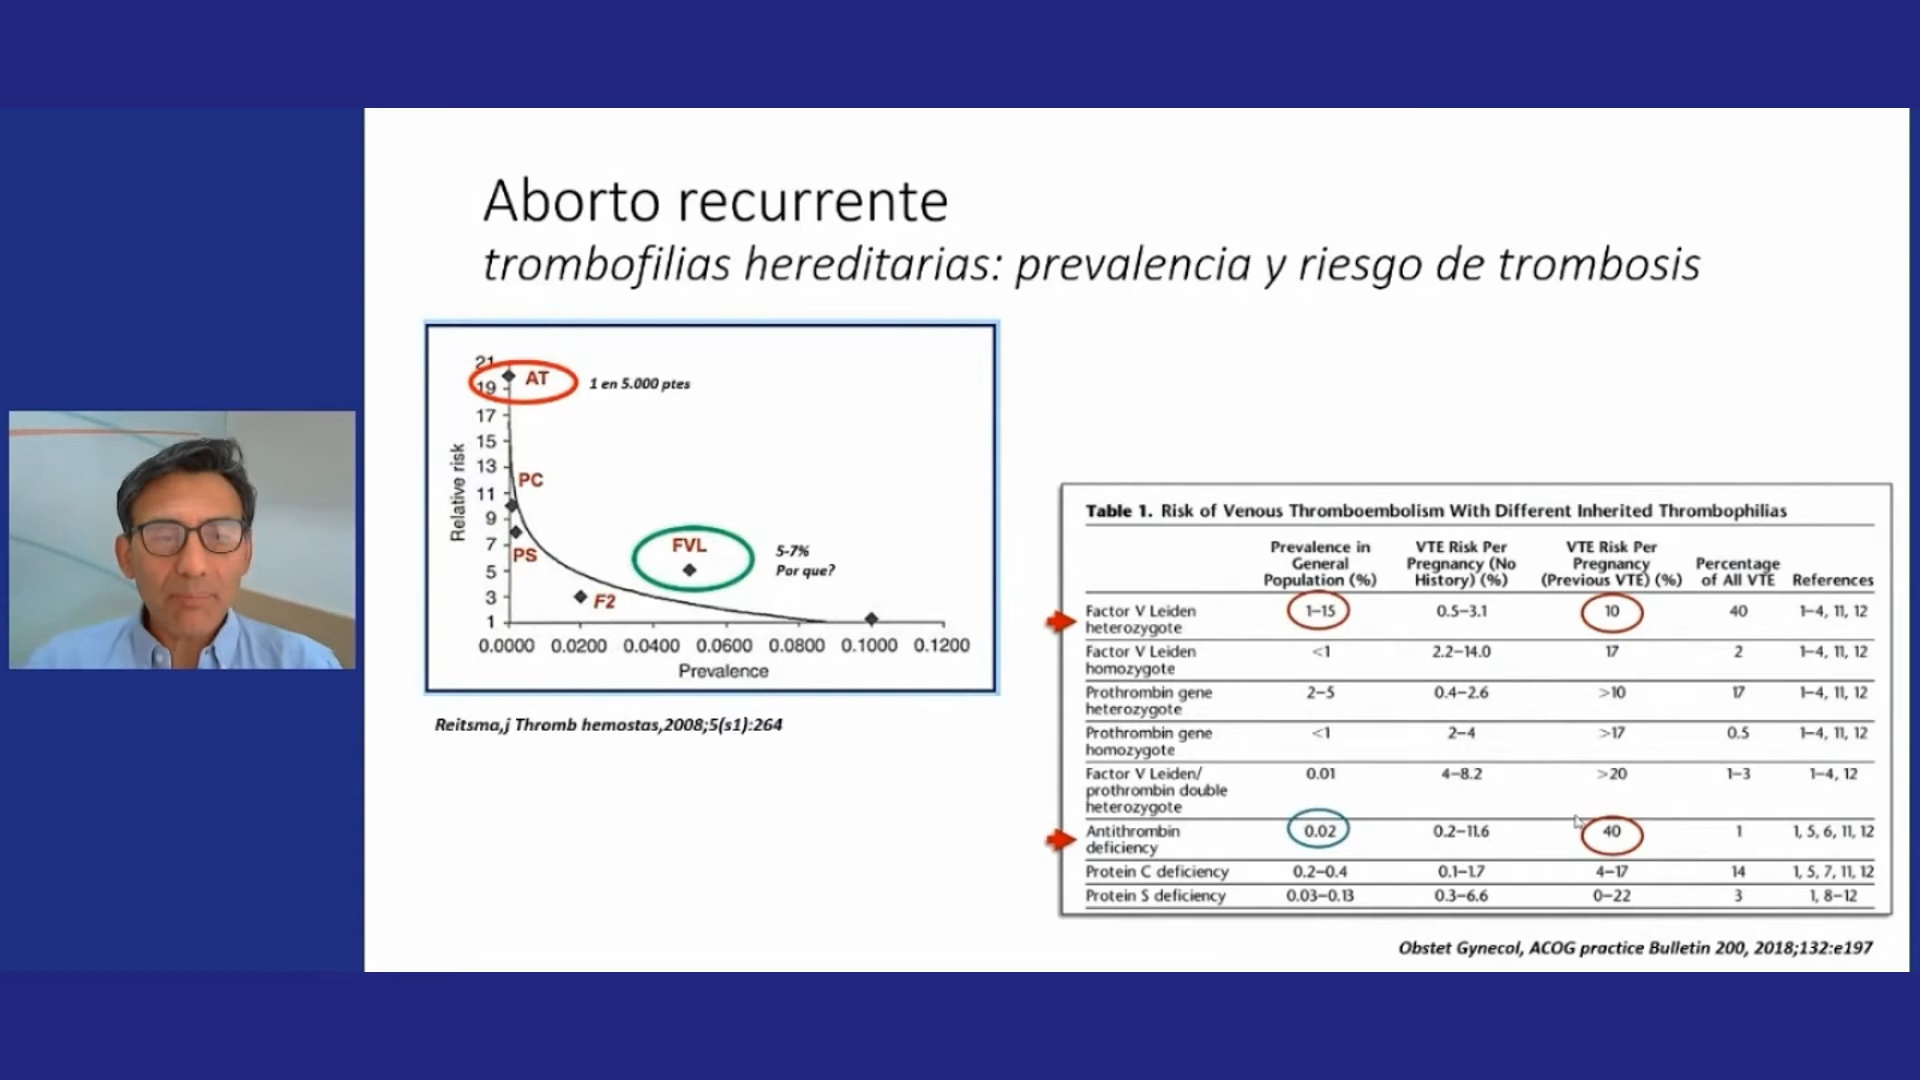 Aborto recurrente
trombofilias hereditarias: prevalencia y riesgo de trombosis
21
AT
1 en 5.000 ptes
19
17
15
13
PC
11
9
7
PS
FVL
5-7%
Por que?
5
3
F2
1
Relative risk
0.0000 0.0200 0.0400 0.0600 0.0800 0.1000 0.1200
Prevalence
Reitsma,j Thromb hemostas,2008;5(s1):264
Table 1. Risk of Venous Thromboembolism With Different Inherited Thrombophilias
Prevalence in General Population (%) VTE Risk Per Pregnancy (No History) (%) VTE Risk Per Pregnancy (Previous VTE) (%) Percentage of All VTE References
Factor V Leiden heterozygote 1–15 0.5–3.1 10 40 1–4, 11, 12
Factor V Leiden homozygote <1 2.2–14.0 17 2 1–4, 11, 12
Prothrombin gene heterozygote 2–5 0.4–2.6 >10 17 1–4, 11, 12
Prothrombin gene homozygote <1 2–4 >17 0.5 1–4, 11, 12
Factor V Leiden/ prothrombin double heterozygote 0.01 4–8.2 >20 1–3 1–4, 12
Antithrombin deficiency 0.02 0.2–11.6 40 1 1, 5, 6, 11, 12
Protein C deficiency 0.2–0.4 0.1–1.7 4–17 14 1, 5, 7, 11, 12
Protein S deficiency 0.03–0.13 0.3–6.6 0–22 3 1, 8–12
Obstet Gynecol, ACOG practice Bulletin 200, 2018;132:e197